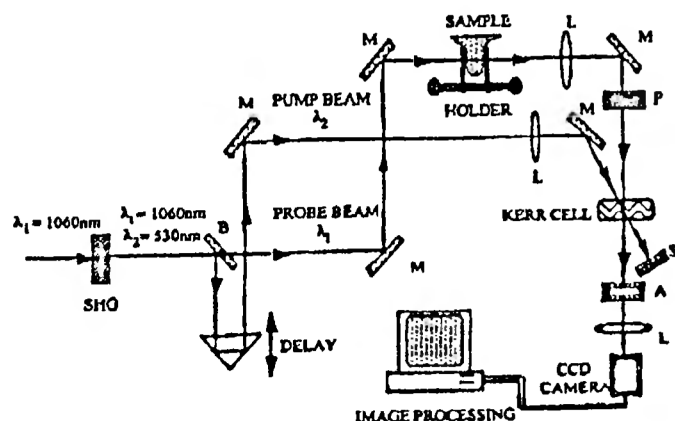 SAMPLE
L
M
M
HOLDER
P
M
PUMP BEAM
λ₂
M
L
KERR CELL
λ₁ = 1060nm
λ₁ = 1060nm
λ₂ = 530nm
B
PROBE BEAM
λ₁
M
S
SHG
A
DELAY
L
CCD
CAMERA
IMAGE PROCESSING